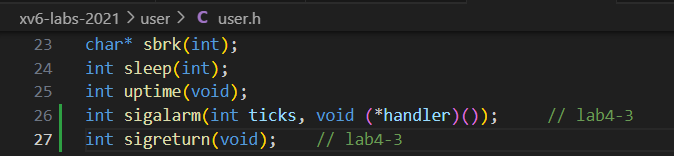 xv6-labs-2021 > user > C user.h
23 char* sbrk(int);
24 int sleep(int);
25 int uptime(void);
26 int sigalarm(int ticks, void (*handler)()); // lab4-3
27 int sigreturn(void); // lab4-3